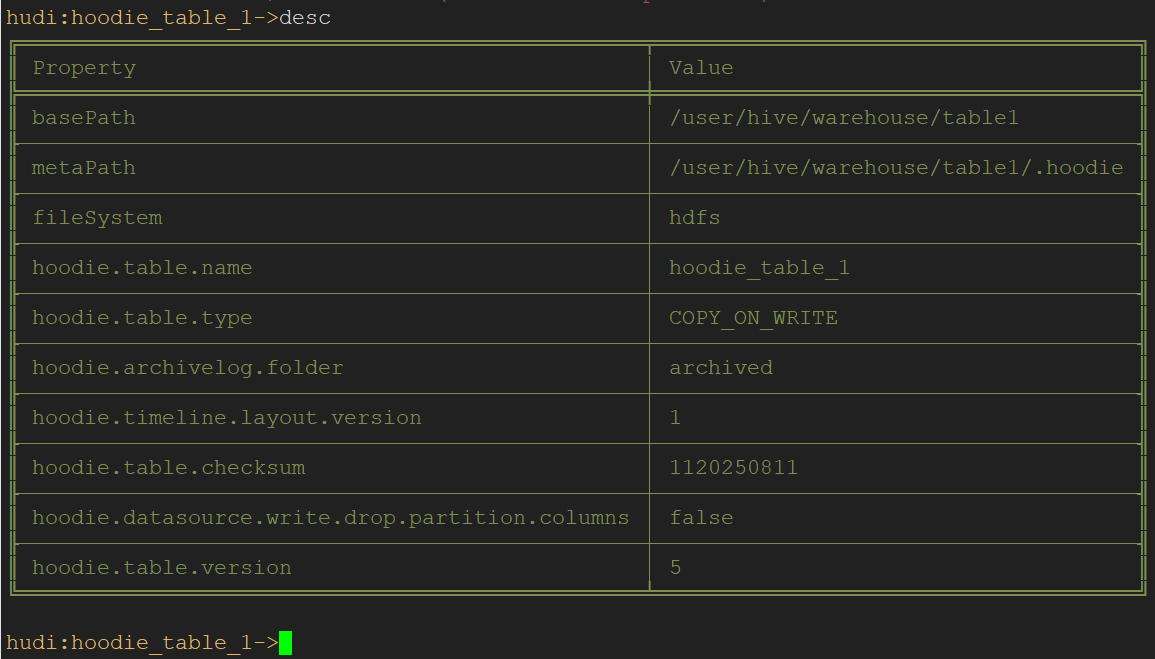 hudi:hoodie_table_1->desc
Property Value
basePath /user/hive/warehouse/table1
metaPath /user/hive/warehouse/table1/.hoodie
fileSystem hdfs
hoodie.table.name hoodie_table_1
hoodie.table.type COPY_ON_WRITE
hoodie.archivelog.folder archived
hoodie.timeline.layout.version 1
hoodie.table.checksum 1120250811
hoodie.datasource.write.drop.partition.columns false
hoodie.table.version 5
hudi:hoodie_table_1->